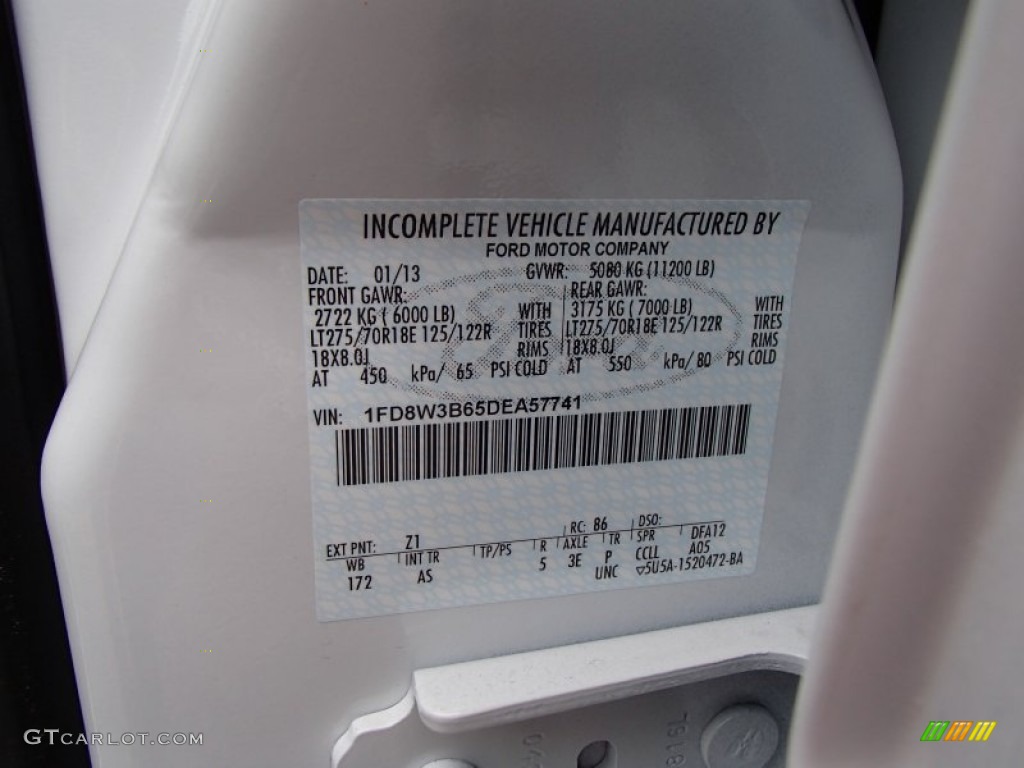 INCOMPLETE VEHICLE MANUFACTURED BY
FORD MOTOR COMPANY
DATE: 01/13 GVWR: 5080 KG (11200 LB)
FRONT GAWR: REAR GAWR:
2722 KG ( 6000 LB) WITH 3175 KG ( 7000 LB) WITH
LT275/70R18E 125/122R TIRES LT275/70R18E 125/122R TIRES
18X8.0J RIMS 18X8.0J RIMS
AT 450 kPa/ 65 PSI COLD AT 550 kPa/ 80 PSI COLD
VIN: 1FD8W3B65DEA57741
EXT PNT: Z1 RC: 86 DSO:
WB INT TR TP/PS R AXLE TR SPR DFA12
172 AS 5 3E P CCLL A05
UNC ▽5U5A-1520472-BA
GTCARLOT.COM